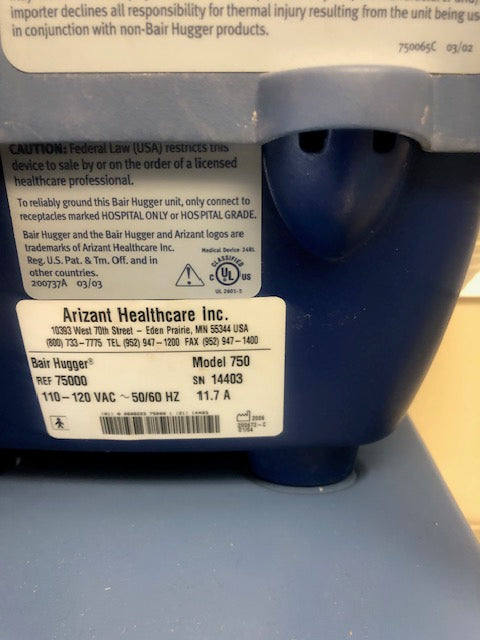 importer declines all responsibility for thermal injury resulting from the unit being us
in conjunction with non-Bair Hugger products.
750065C 03/02
CAUTION: Federal Law (USA) restricts this
device to sale by or on the order of a licensed
healthcare professional.
To reliably ground this Bair Hugger unit, only connect to
receptacles marked HOSPITAL ONLY or HOSPITAL GRADE.
Bair Hugger and the Bair Hugger and Arizant logos are
trademarks of Arizant Healthcare Inc.
Reg. U.S. Pat. & Tm. Off. and in
other countries.
200737A 03/03
Medical Device 24RL
CLASSIFIED
C UL US
UL 2601-1
Arizant Healthcare Inc.
10393 West 70th Street – Eden Prairie, MN 55344 USA
(800) 733-7775 TEL (952) 947-1200 FAX (952) 947-1400
Bair Hugger® Model 750
REF 75000 SN 14403
110-120 VAC ~ 50/60 HZ 11.7 A
2006